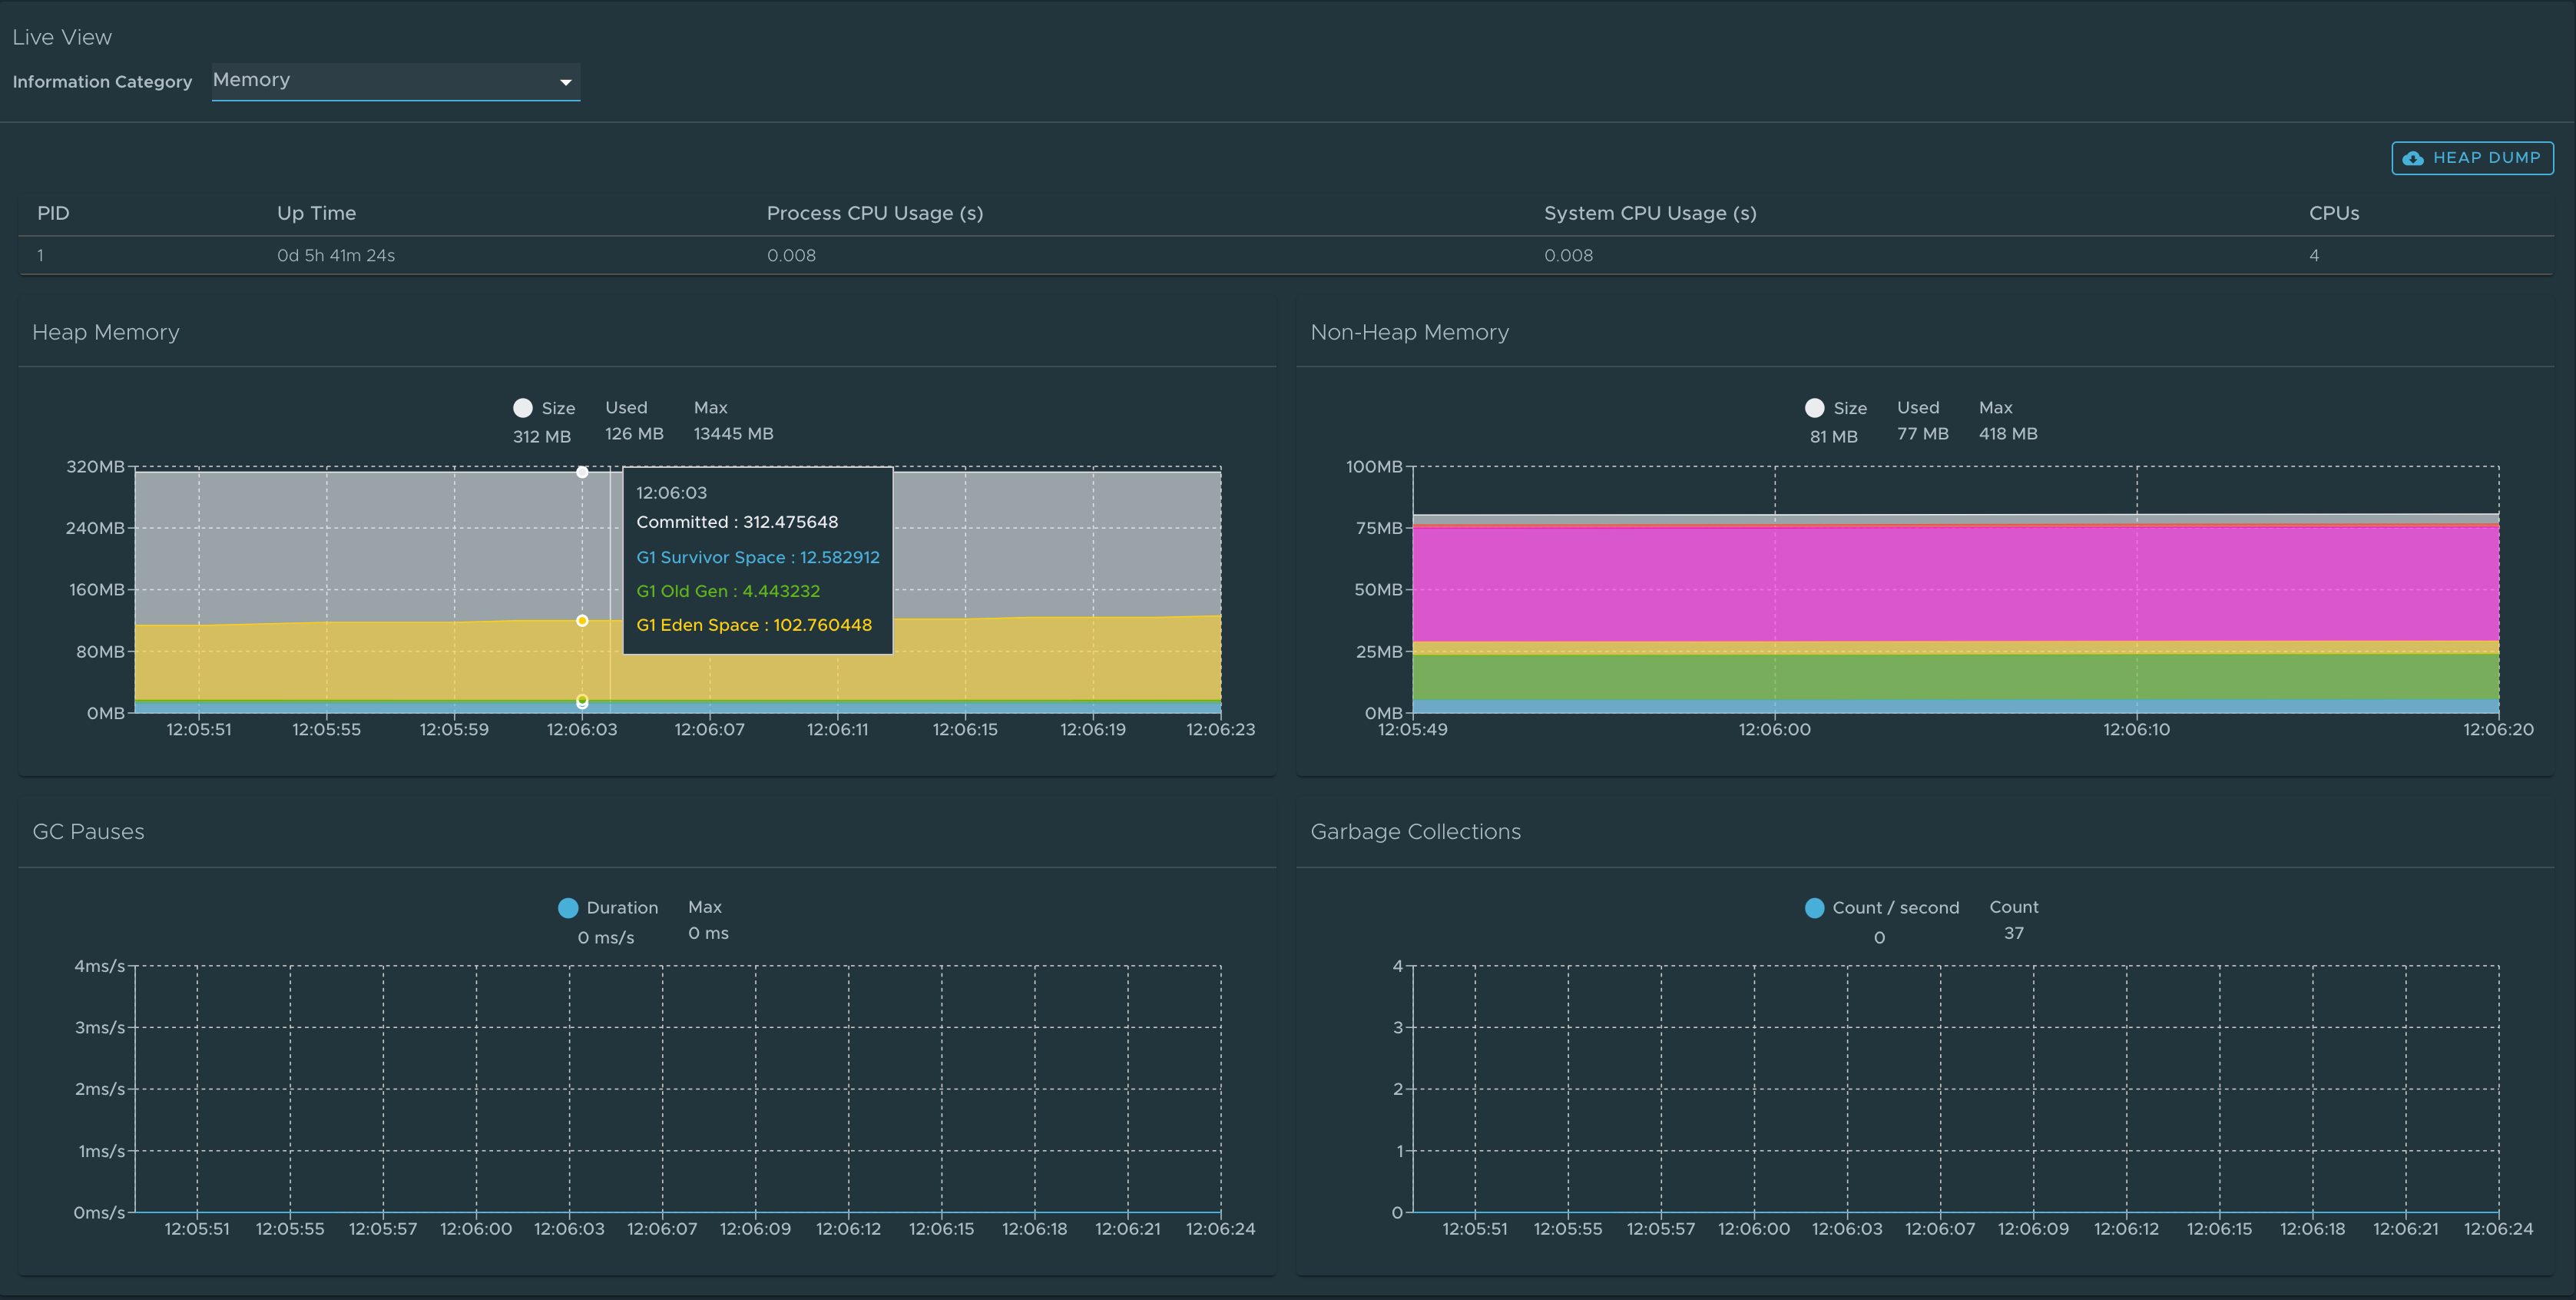 Live View
Information Category Memory
HEAP DUMP
PID Up Time Process CPU Usage (s) System CPU Usage (s) CPUs
1 0d 5h 41m 24s 0.008 0.008 4
Heap Memory
Size Used Max
312 MB 126 MB 13445 MB
320MB
240MB
160MB
80MB
0MB
12:06:03
Committed : 312.475648
G1 Survivor Space : 12.582912
G1 Old Gen : 4.443232
G1 Eden Space : 102.760448
12:05:51 12:05:55 12:05:59 12:06:03 12:06:07 12:06:11 12:06:15 12:06:19 12:06:23
Non-Heap Memory
Size Used Max
81 MB 77 MB 418 MB
100MB
75MB
50MB
25MB
0MB
12:05:49 12:06:00 12:06:10 12:06:20
GC Pauses
Duration Max
0 ms/s 0 ms
4ms/s
3ms/s
2ms/s
1ms/s
0ms/s
12:05:51 12:05:55 12:05:57 12:06:00 12:06:03 12:06:07 12:06:09 12:06:12 12:06:15 12:06:18 12:06:21 12:06:24
Garbage Collections
Count / second Count
0 37
4
3
2
1
0
12:05:51 12:05:55 12:05:57 12:06:00 12:06:03 12:06:07 12:06:09 12:06:12 12:06:15 12:06:18 12:06:21 12:06:24